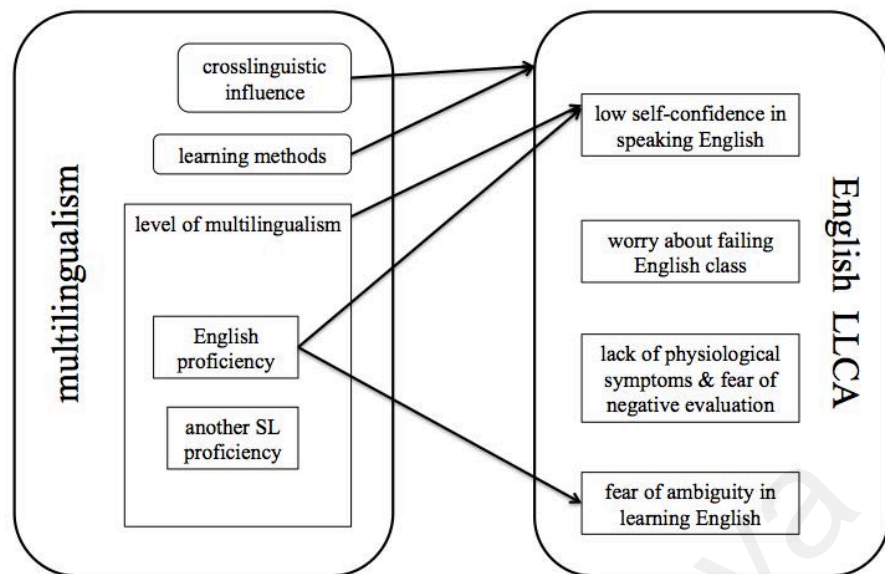 multilingualism
crosslinguistic
influence
learning methods
level of multilingualism
English
proficiency
another SL
proficiency
low self-confidence in
speaking English
worry about failing
English class
lack of physiological
symptoms & fear of
negative evaluation
fear of ambiguity in
learning English
English LLCA